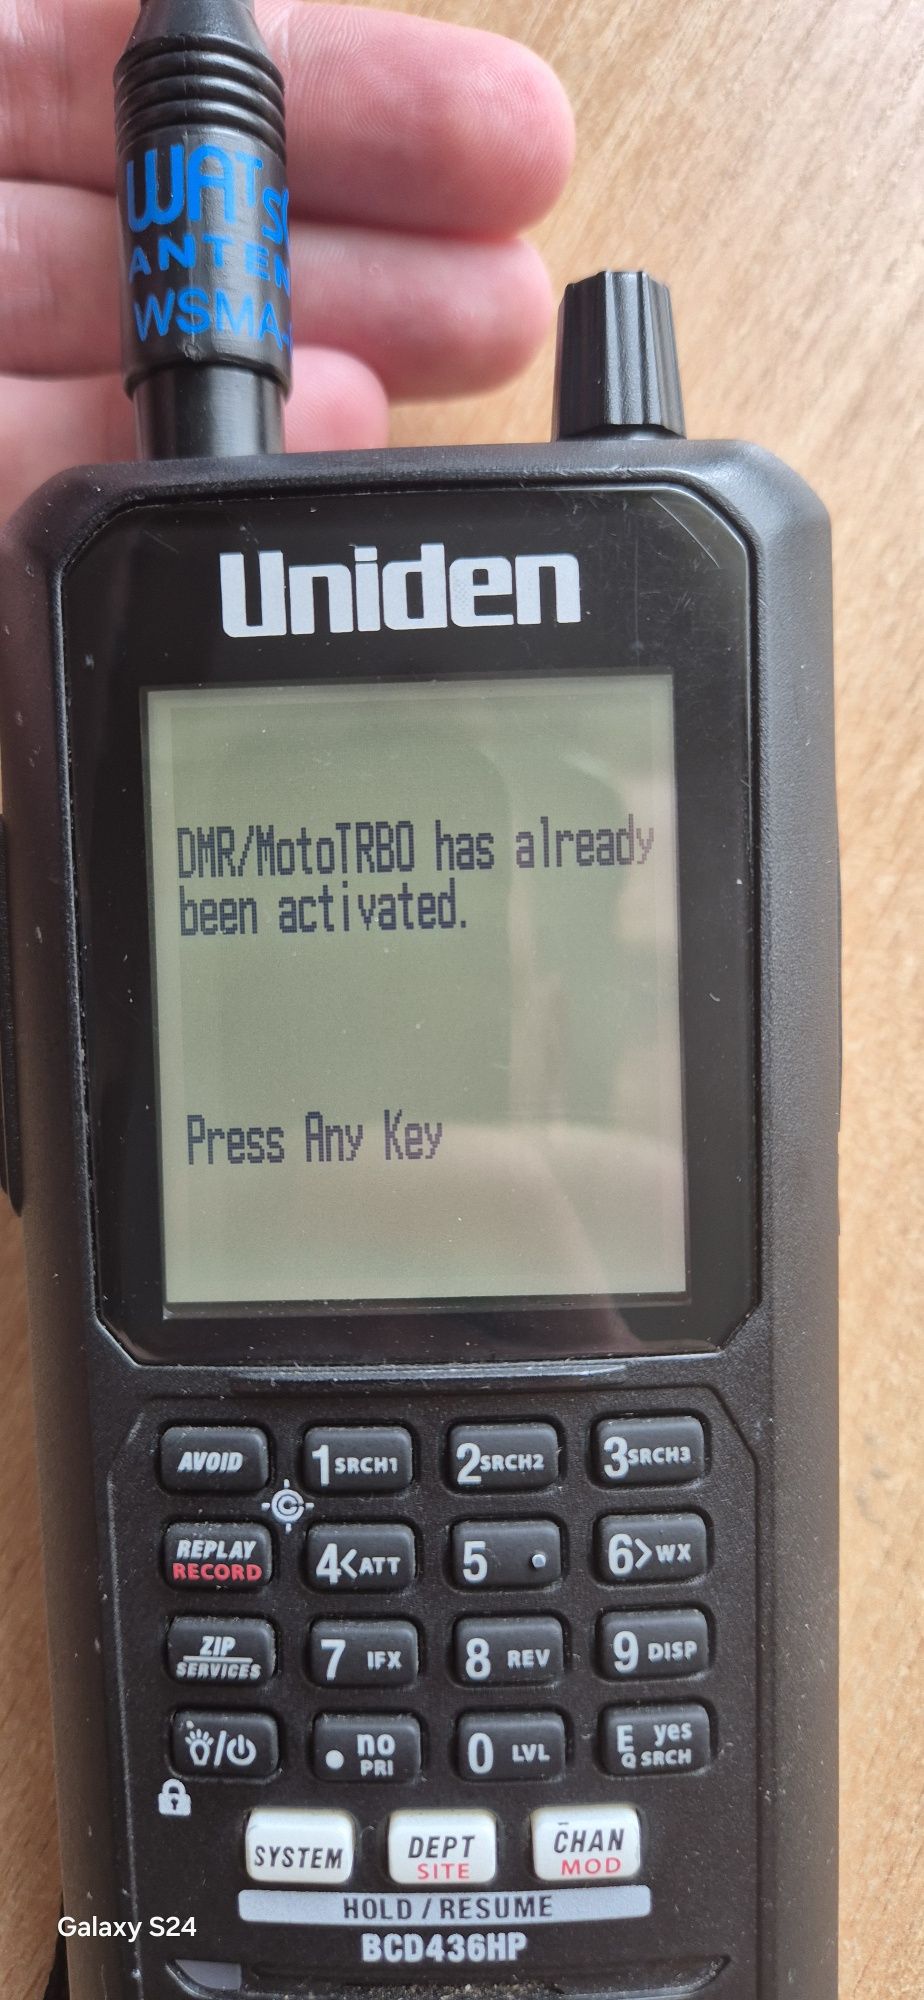 WATSO
ANTEN
WSMA-
Uniden
DMR/MotoTRBO has already
been activated.
Press Any Key
AVOID
1 SRCH1
2 SRCH2
3 SRCH3
REPLAY
RECORD
4< ATT
5
6> WX
ZIP
SERVICES
7 IFX
8 REV
9 DISP
. no
PRI
0 LVL
E yes
Q SRCH
SYSTEM
DEPT
SITE
CHAN
MOD
HOLD / RESUME
BCD436HP
Galaxy S24